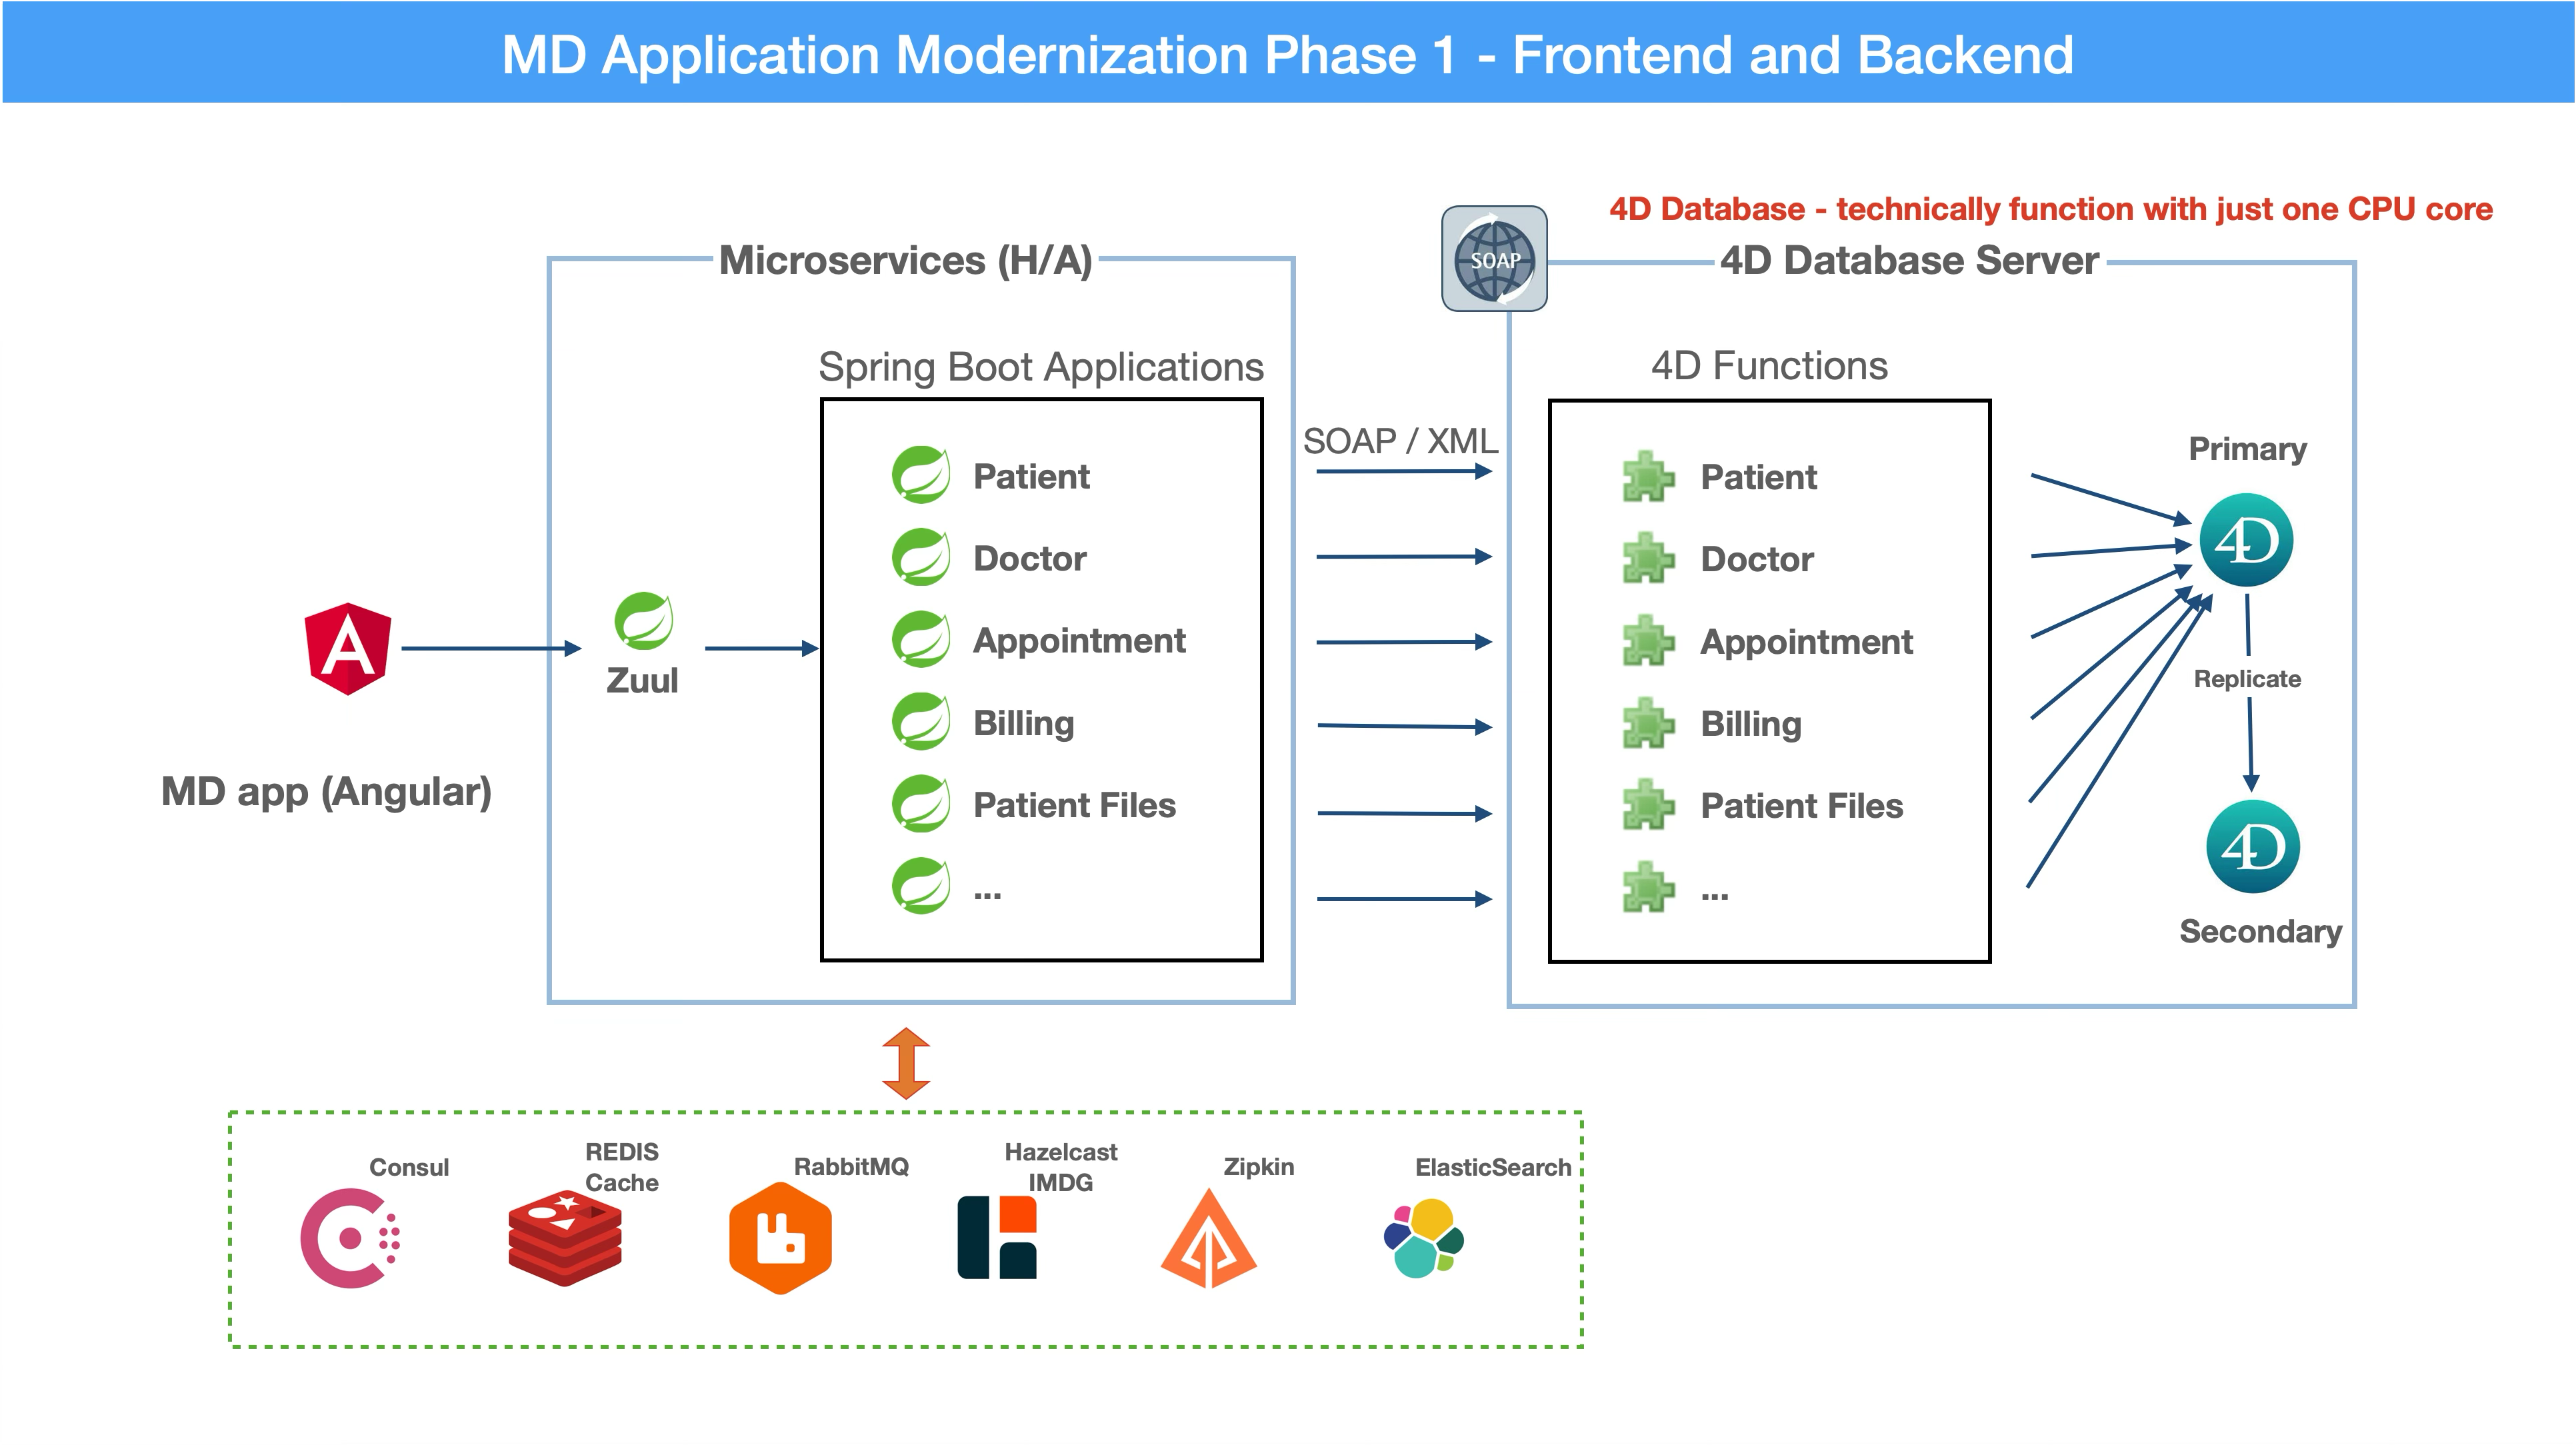 MD Application Modernization Phase 1 - Frontend and Backend
4D Database - technically function with just one CPU core
Microservices (H/A)
SOAP
4D Database Server
Spring Boot Applications
4D Functions
SOAP / XML
Patient
Doctor
Appointment
Billing
Patient Files
...
Patient
Doctor
Appointment
Billing
Patient Files
...
Primary
4D
Replicate
4D
Secondary
A
Zuul
MD app (Angular)
Consul
REDIS
Cache
RabbitMQ
Hazelcast
IMDG
Zipkin
ElasticSearch